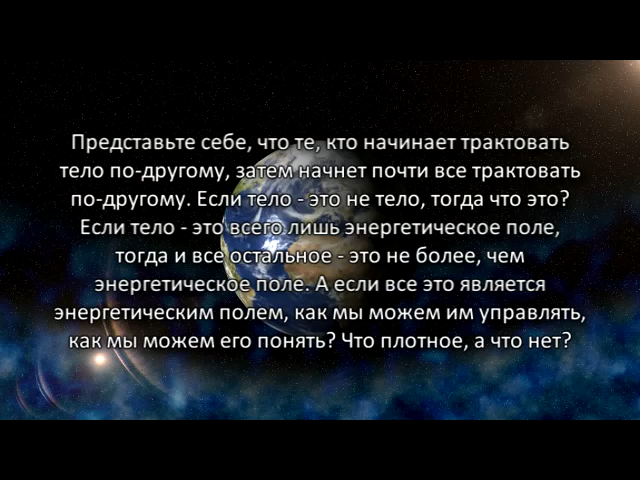 Представьте себе, что те, кто начинает трактовать
тело по-другому, затем начнет почти все трактовать
по-другому. Если тело - это не тело, тогда что это?
Если тело - это всего лишь энергетическое поле,
тогда и все остальное - это не более, чем
энергетическое поле. А если все это является
энергетическим полем, как мы можем им управлять,
как мы можем его понять? Что плотное, а что нет?